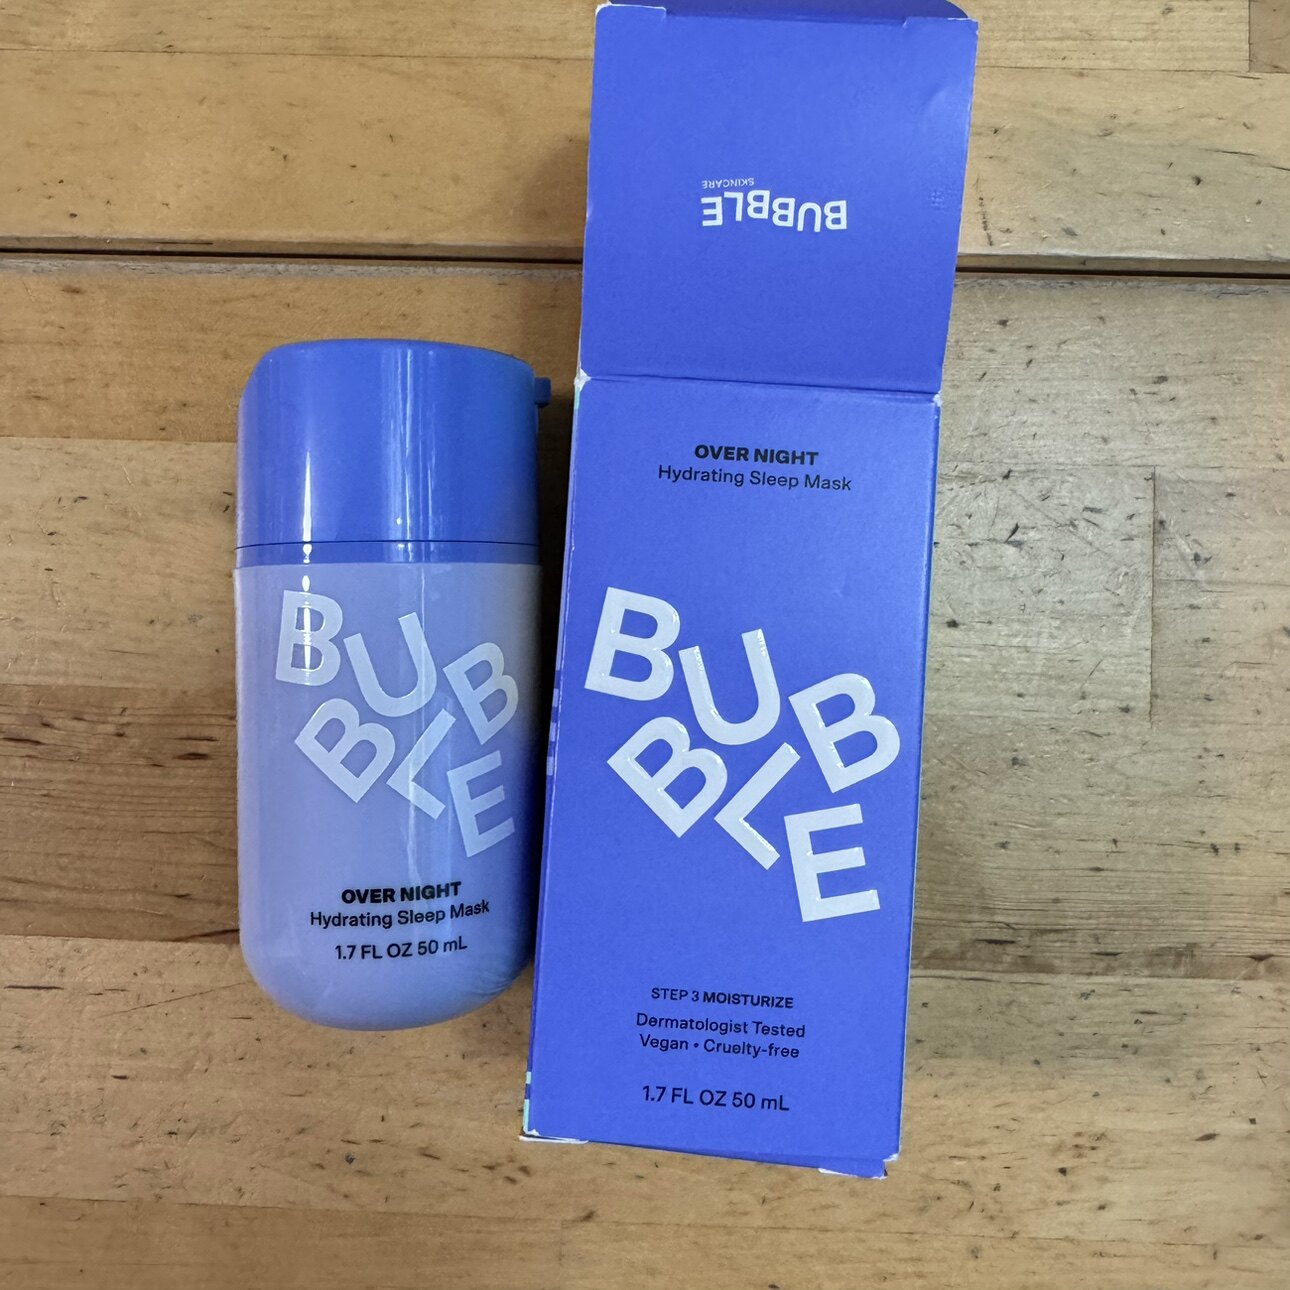 BUBBLE
SKINCARE
OVER NIGHT
Hydrating Sleep Mask
BUBBLE
STEP 3 MOISTURIZE
Dermatologist Tested
Vegan • Cruelty-free
1.7 FL OZ 50 mL
BUBBLE
OVER NIGHT
Hydrating Sleep Mask
1.7 FL OZ 50 mL